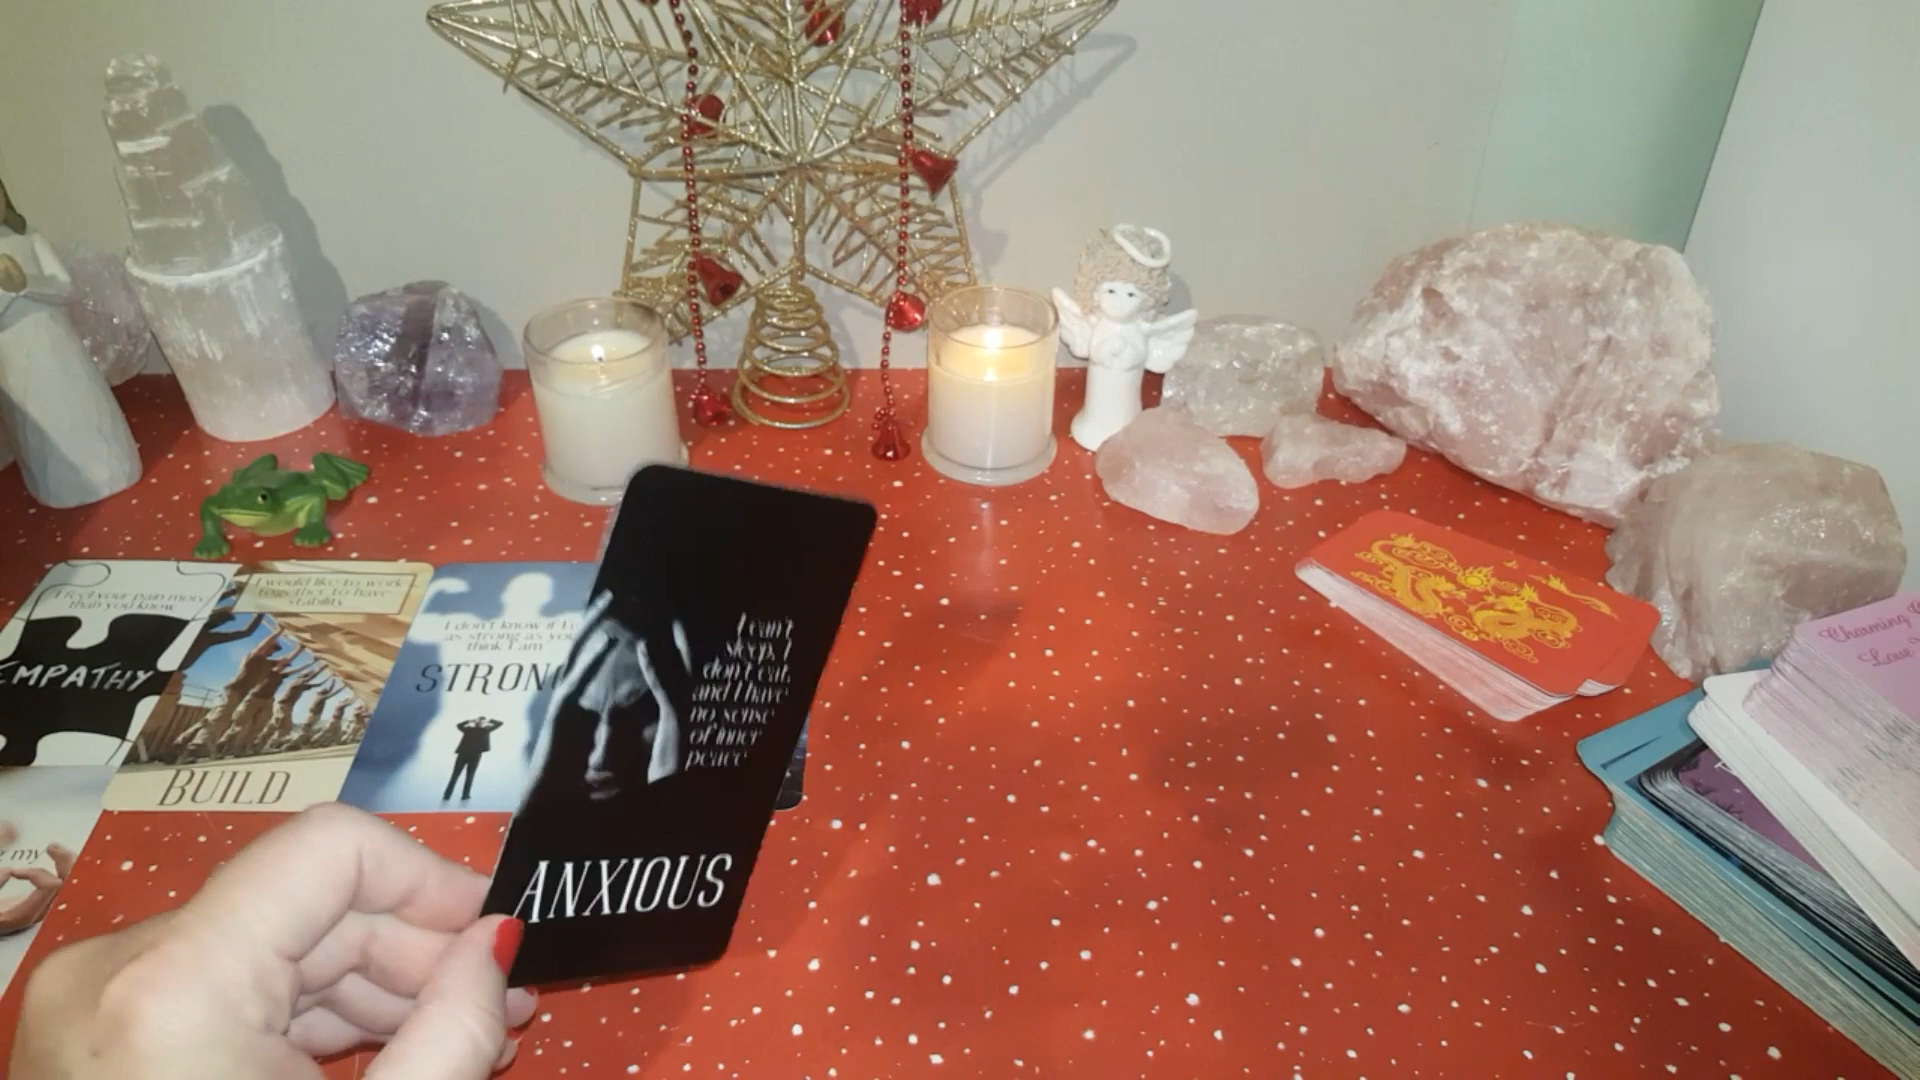 I feel your pain more
than you know
EMPATHY
I would like to work
together to have
stability
BUILD
I don't know if I'm
as strong as you
think I am
STRONG
I can't
sleep, I
don't eat,
and I have
no sense
of inner
peace
ANXIOUS
my
Charming
Love